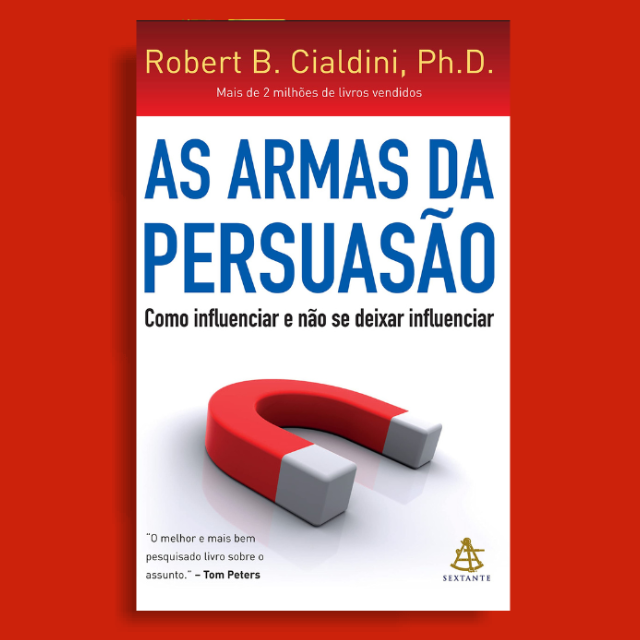 Robert B. Cialdini, Ph.D.
Mais de 2 milhões de livros vendidos
AS ARMAS DA
PERSUASÃO
Como influenciar e não se deixar influenciar
“O melhor e mais bem
pesquisado livro sobre o
assunto.” – Tom Peters
SEXTANTE